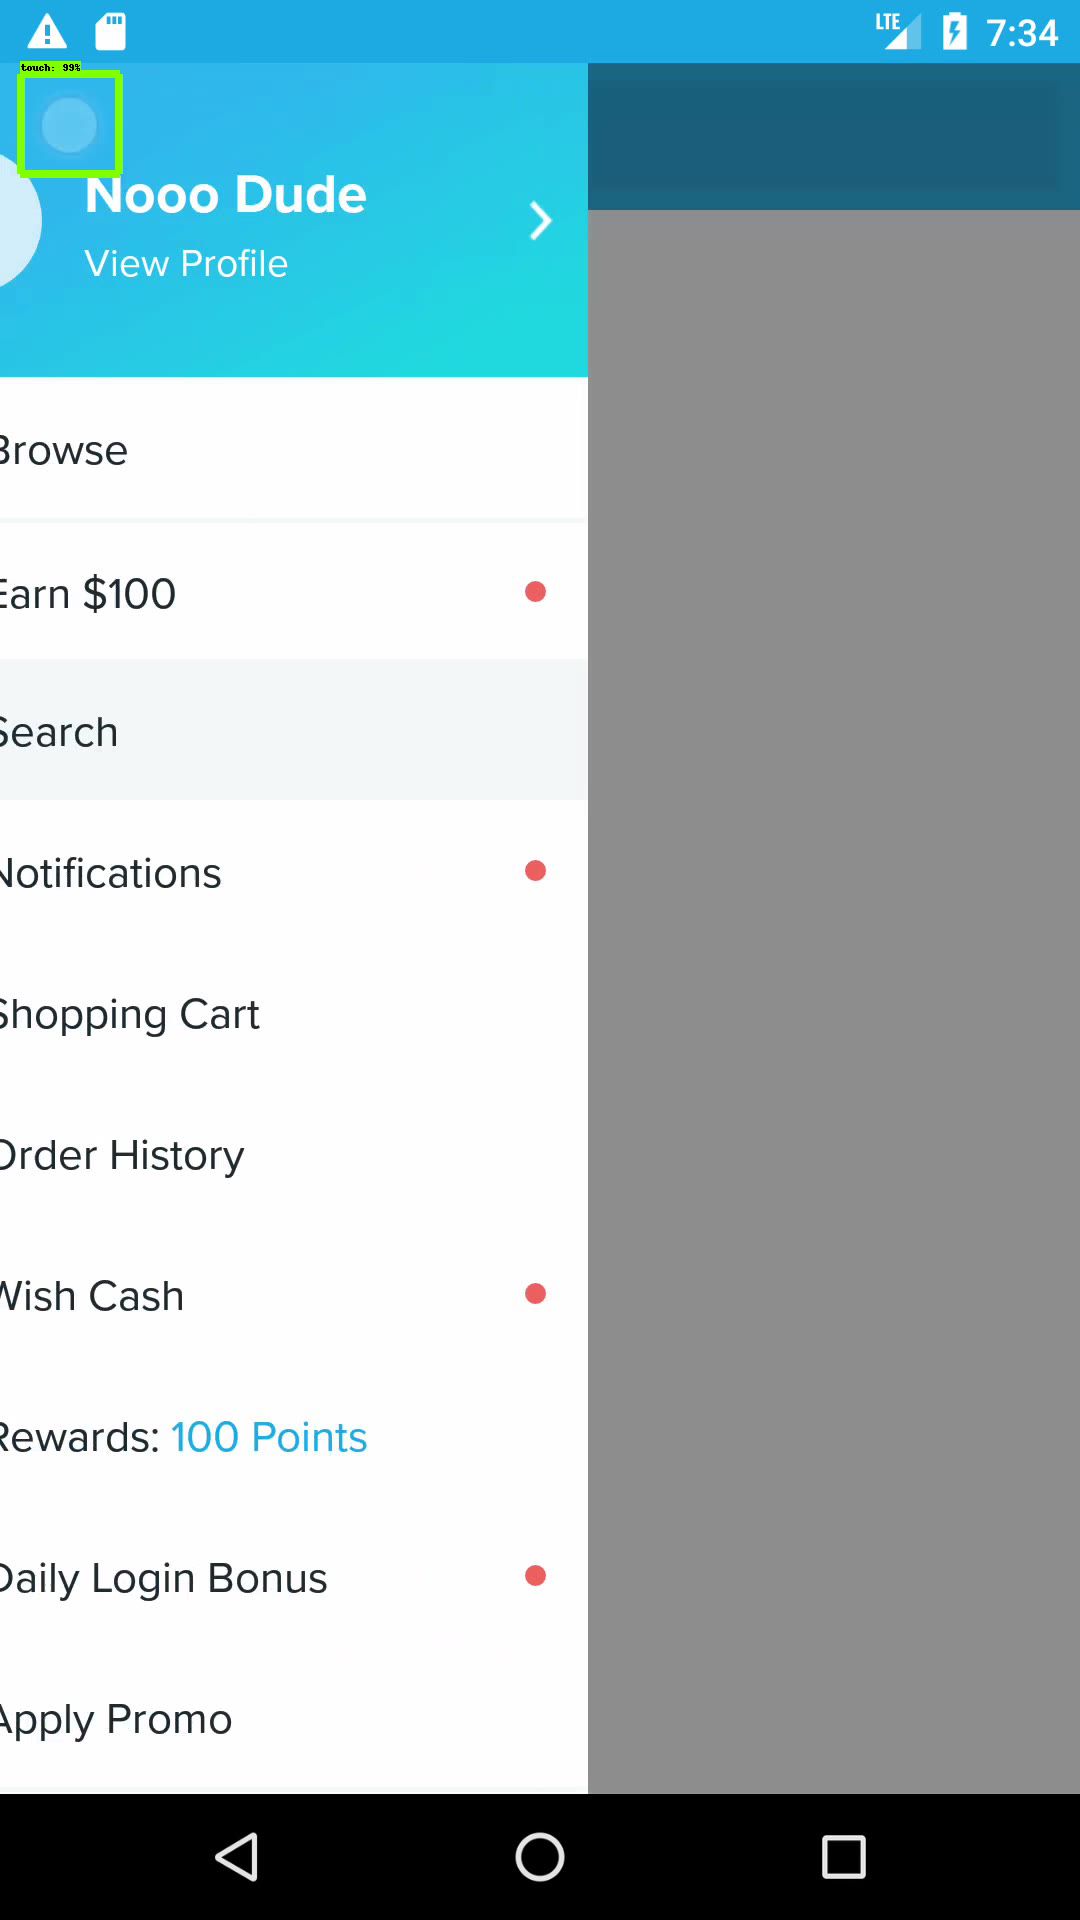 LTE 7:34
touch: 99%
Nooo Dude
View Profile
Browse
Earn $100
Search
Notifications
Shopping Cart
Order History
Wish Cash
Rewards: 100 Points
Daily Login Bonus
Apply Promo